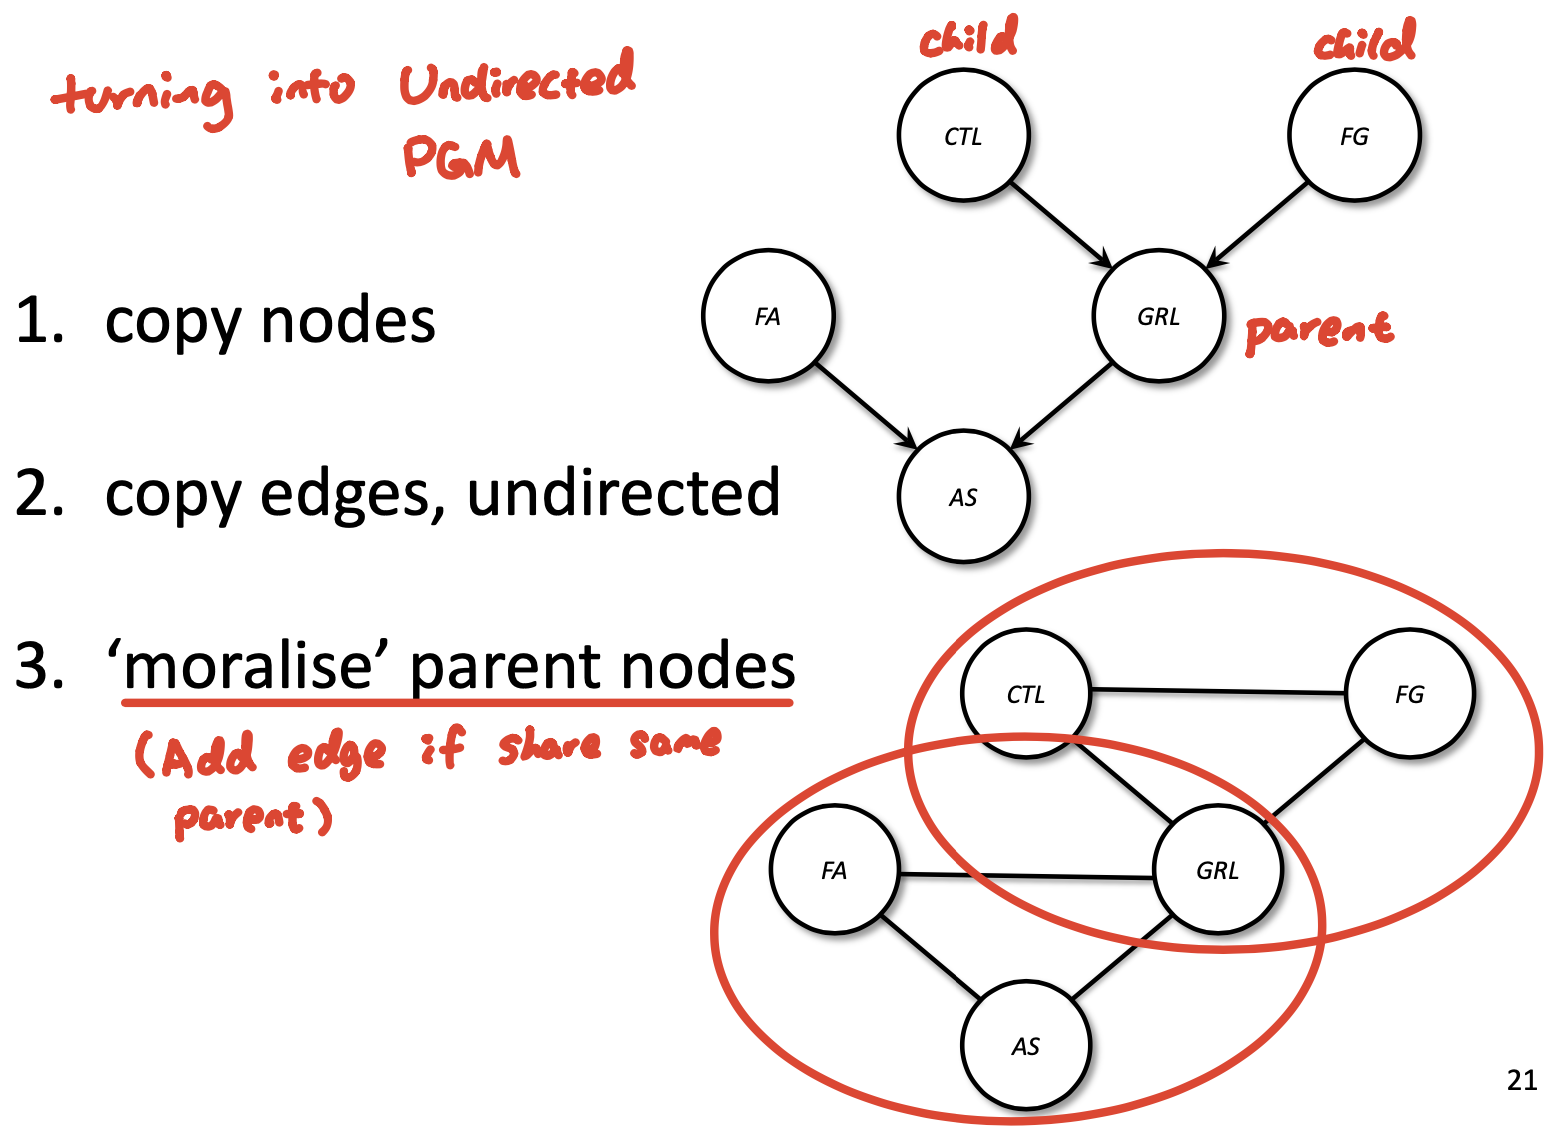 turning into Undirected
PGM
1. copy nodes
2. copy edges, undirected
3. ‘moralise’ parent nodes
(Add edge if share same
parent)
child
child
CTL
FG
FA
GRL
parent
AS
CTL
FG
FA
GRL
AS
21